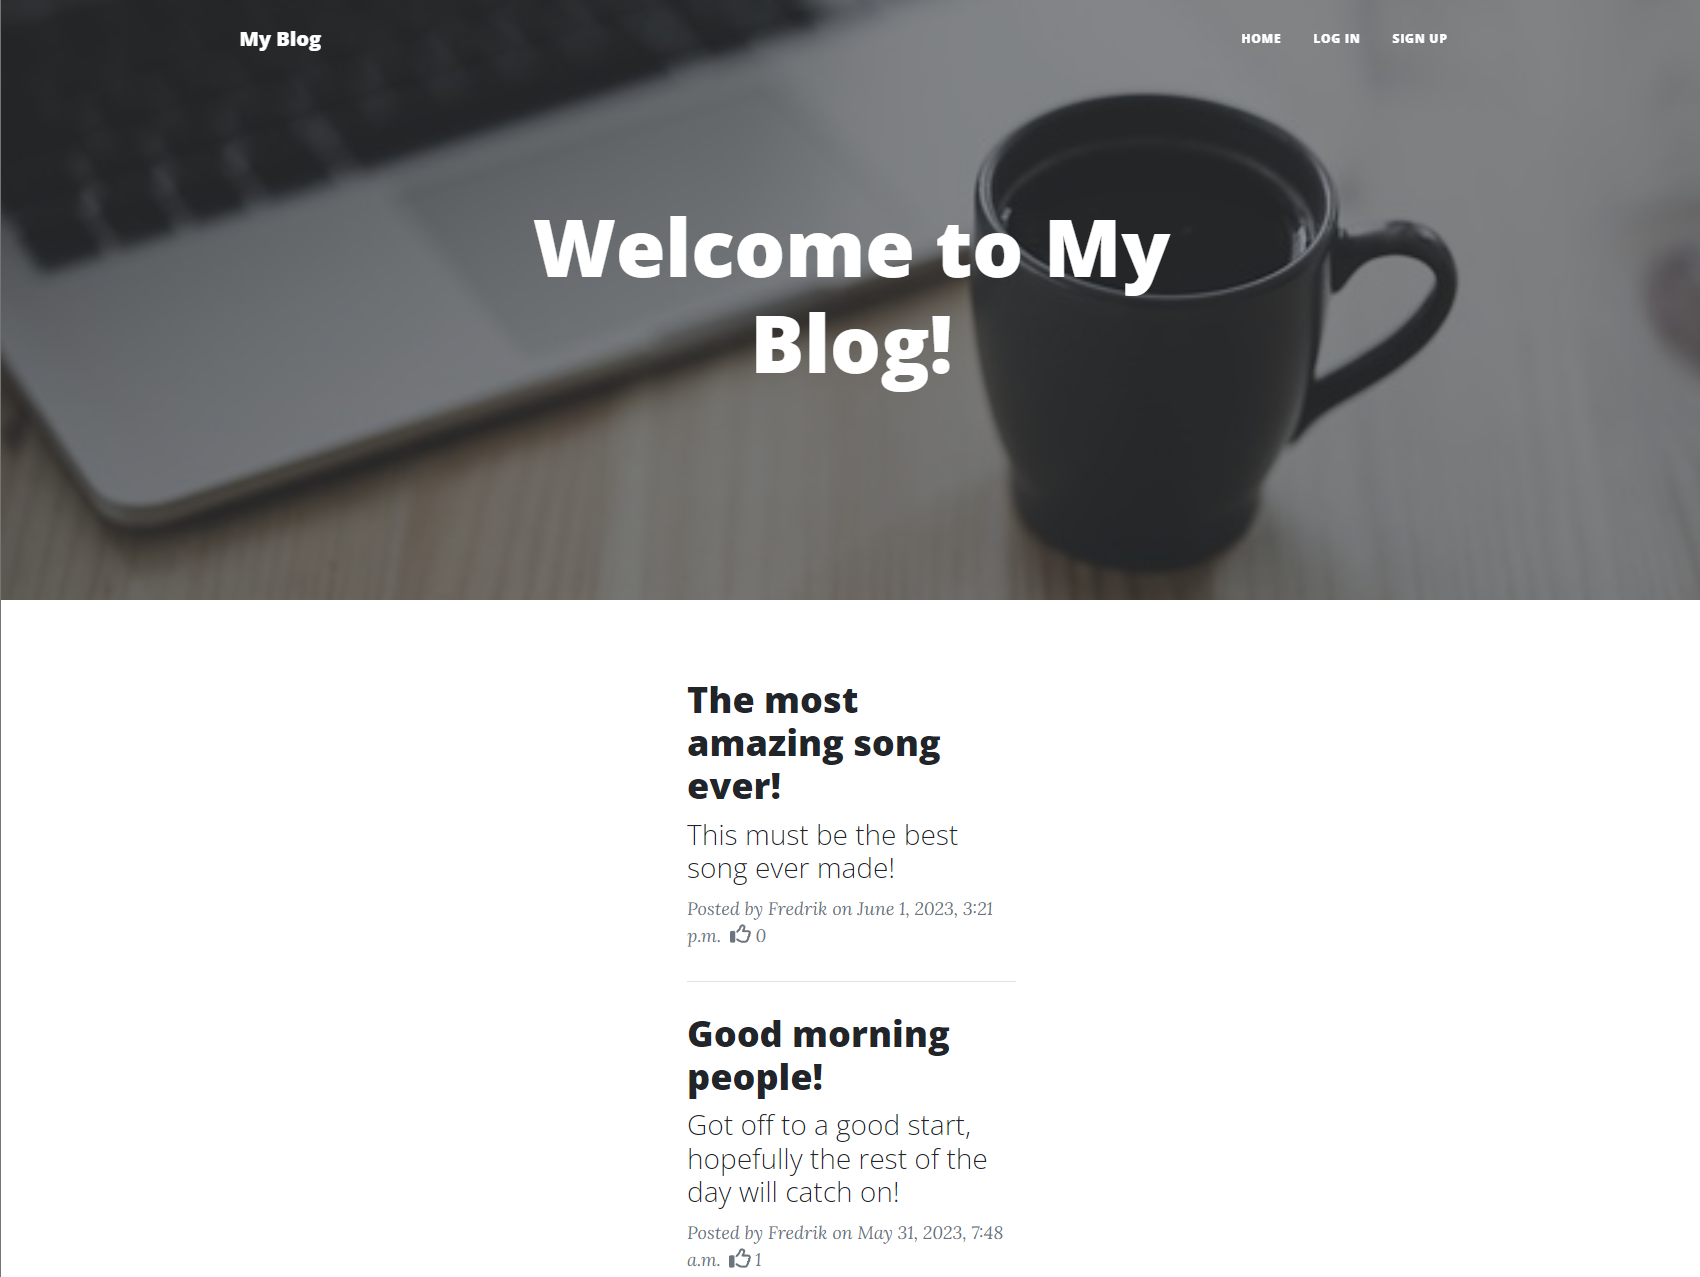 My Blog
HOME LOG IN SIGN UP
Welcome to My
Blog!
The most
amazing song
ever!
This must be the best
song ever made!
Posted by Fredrik on June 1, 2023, 3:21
p.m. 0
Good morning
people!
Got off to a good start,
hopefully the rest of the
day will catch on!
Posted by Fredrik on May 31, 2023, 7:48
a.m. 1